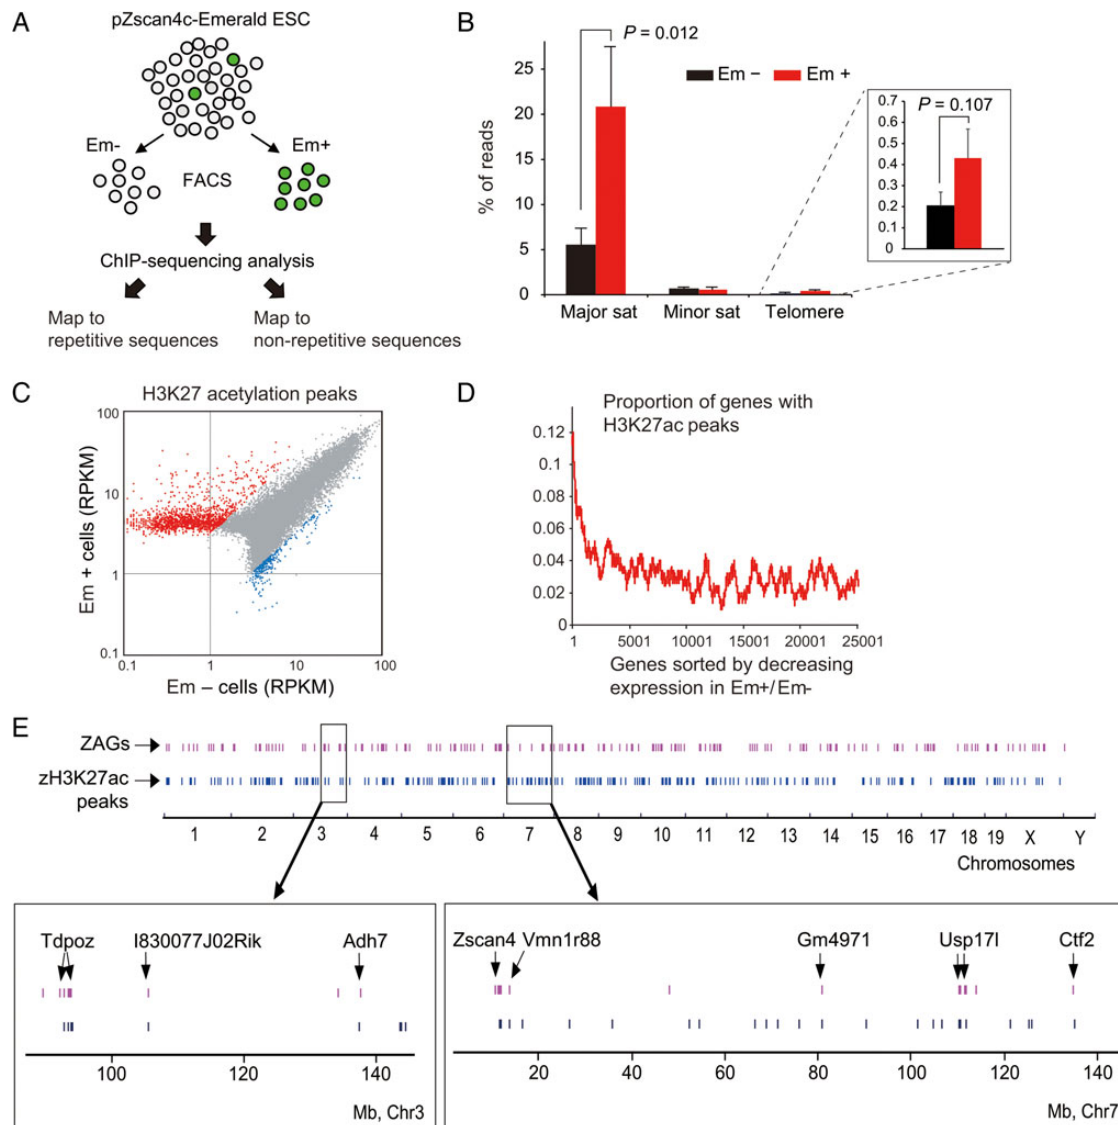 A
pZscan4c-Emerald ESC
Em-
Em+
FACS
ChIP-sequencing analysis
Map to
repetitive sequences
Map to
non-repetitive sequences
B
P = 0.012
Em −
Em +
% of reads
25
20
15
10
5
0
Major sat
Minor sat
Telomere
P = 0.107
0.7
0.6
0.5
0.4
0.3
0.2
0.1
0
C
H3K27 acetylation peaks
Em + cells (RPKM)
100
10
1
0.1
0.1
1
10
100
Em – cells (RPKM)
D
Proportion of genes with
H3K27ac peaks
0.12
0.1
0.08
0.06
0.04
0.02
0
1
5001
10001
15001
20001
25001
Genes sorted by decreasing
expression in Em+/Em-
E
ZAGs
zH3K27ac
peaks
1 2 3 4 5 6 7 8 9 10 11 12 13 14 15 16 17 18 19 X Y
Chromosomes
Tdpoz
I830077J02Rik
Adh7
100 120 140
Mb, Chr3
Zscan4
Vmn1r88
Gm4971
Usp17l
Ctf2
20 40 60 80 100 120 140
Mb, Chr7